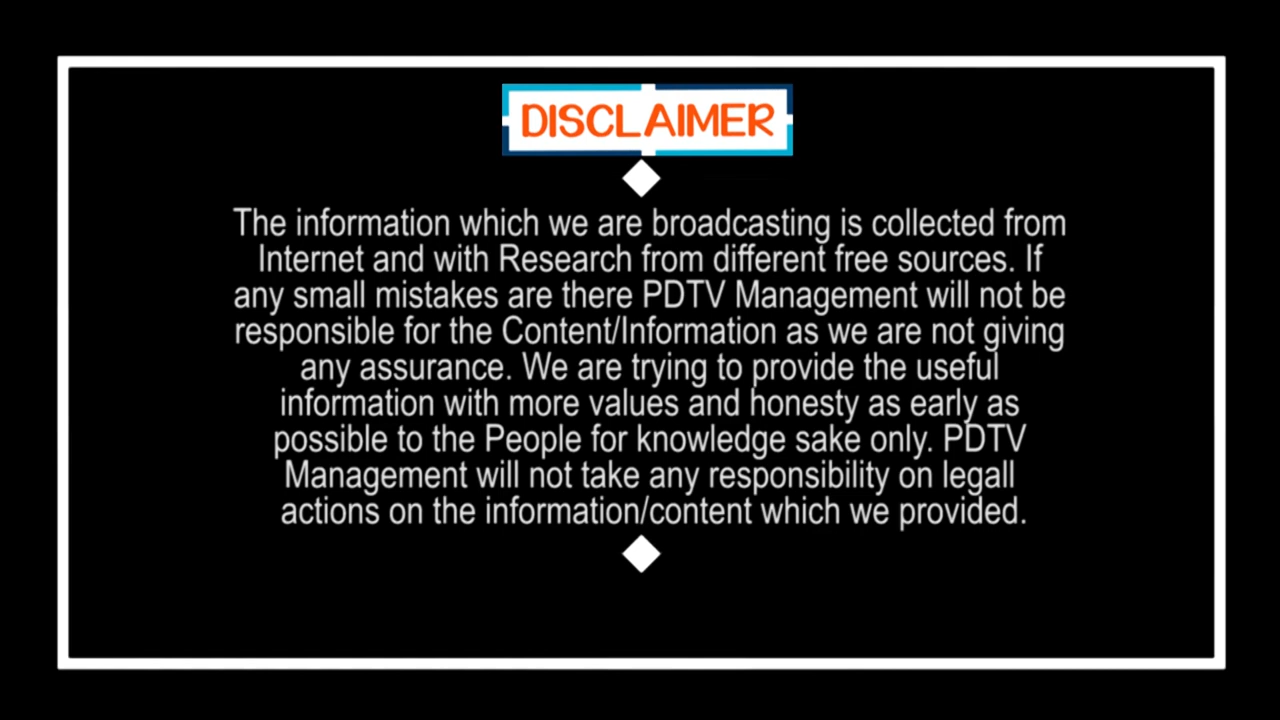 DISCLAIMER
The information which we are broadcasting is collected from
Internet and with Research from different free sources. If
any small mistakes are there PDTV Management will not be
responsible for the Content/Information as we are not giving
any assurance. We are trying to provide the useful
information with more values and honesty as early as
possible to the People for knowledge sake only. PDTV
Management will not take any responsibility on legall
actions on the information/content which we provided.